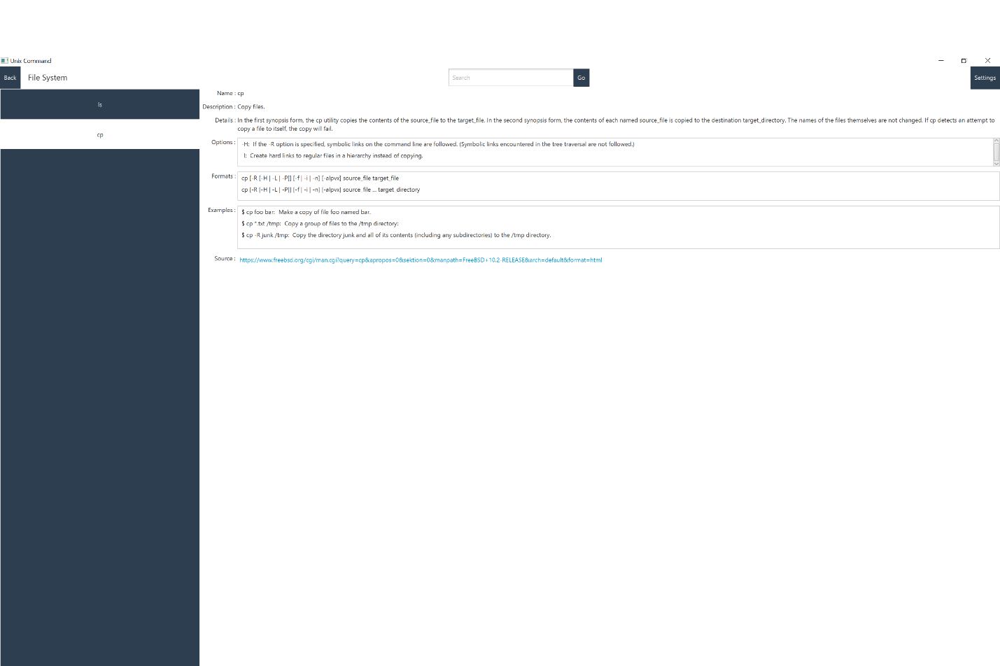 Unix Command
Back
File System
Search
Go
Settings
ls
cp
Name : cp
Description : Copy files.
Details : In the first synopsis form, the cp utility copies the contents of the source_file to the target_file. In the second synopsis form, the contents of each named source_file is copied to the destination target_directory. The names of the files themselves are not changed. If cp detects an attempt to
copy a file to itself, the copy will fail.
Options :
-H: If the -R option is specified, symbolic links on the command line are followed. (Symbolic links encountered in the tree traversal are not followed.)
l: Create hard links to regular files in a hierarchy instead of copying.
Formats :
cp [-R [-H | -L | -P]] [-f | -i | -n] [-alpvx] source_file target_file
cp [-R [-H | -L | -P]] [-f | -i | -n] [-alpvx] source_file ... target_directory
Examples :
$ cp foo bar: Make a copy of file foo named bar.
$ cp *.txt /tmp: Copy a group of files to the /tmp directory:
$ cp -R junk /tmp: Copy the directory junk and all of its contents (including any subdirectories) to the /tmp directory.
Source : https://www.freebsd.org/cgi/man.cgi?query=cp&apropos=0&sektion=0&manpath=FreeBSD+10.2-RELEASE&arch=default&format=html